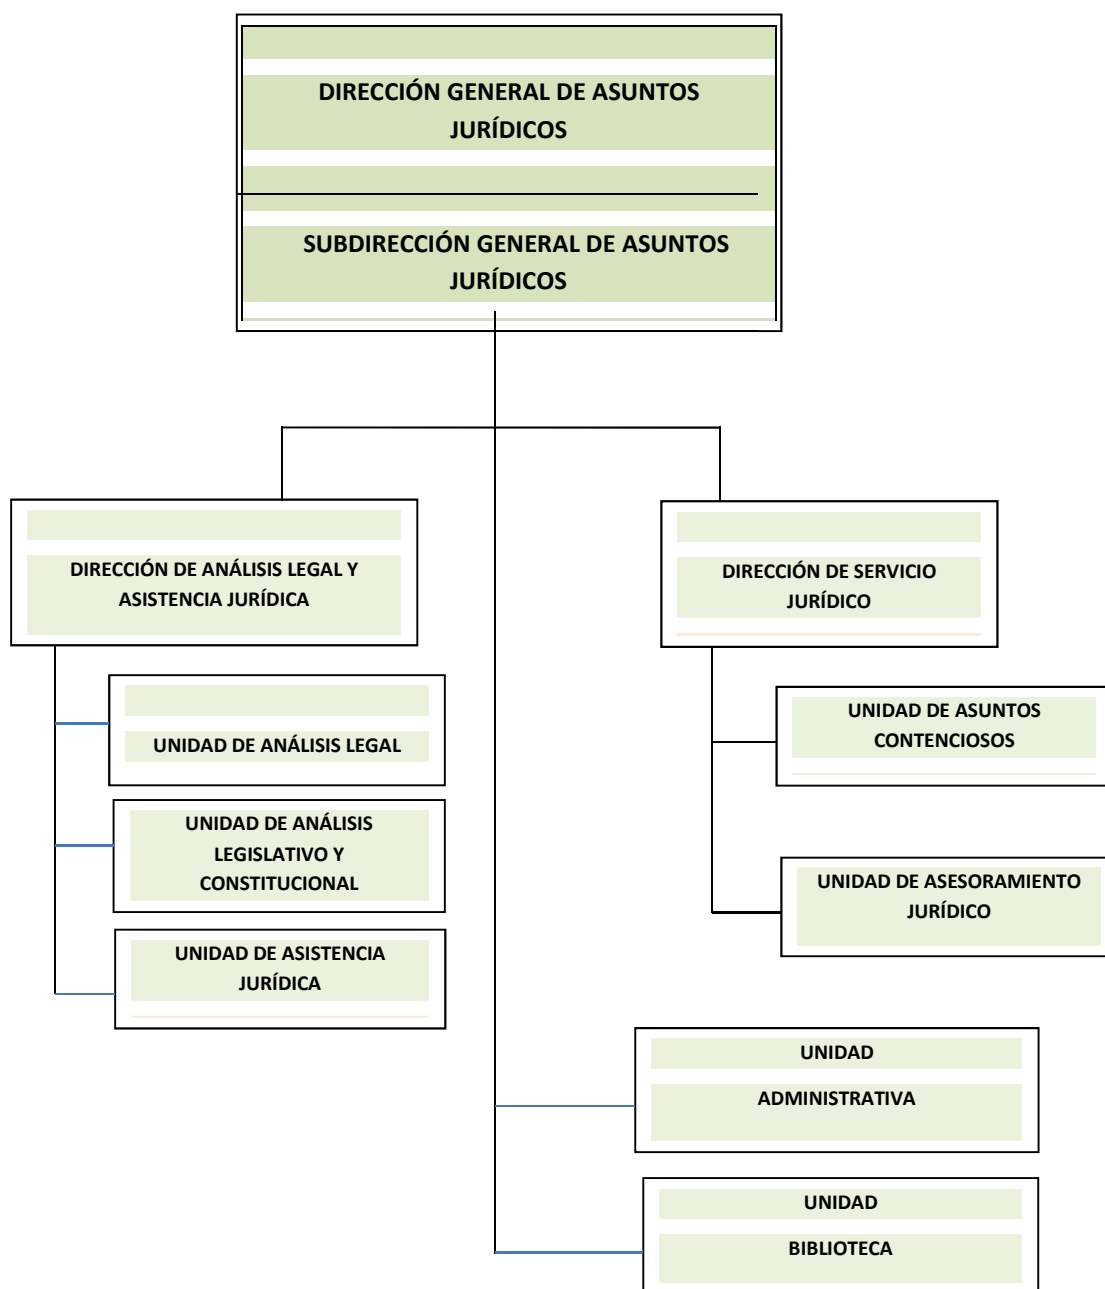 DIRECCIÓN GENERAL DE ASUNTOS
JURÍDICOS
SUBDIRECCIÓN GENERAL DE ASUNTOS
JURÍDICOS
DIRECCIÓN DE ANÁLISIS LEGAL Y
ASISTENCIA JURÍDICA
UNIDAD DE ANÁLISIS LEGAL
UNIDAD DE ANÁLISIS
LEGISLATIVO Y
CONSTITUCIONAL
UNIDAD DE ASISTENCIA
JURÍDICA
DIRECCIÓN DE SERVICIO
JURÍDICO
UNIDAD DE ASUNTOS
CONTENCIOSOS
UNIDAD DE ASESORAMIENTO
JURÍDICO
UNIDAD
ADMINISTRATIVA
UNIDAD
BIBLIOTECA